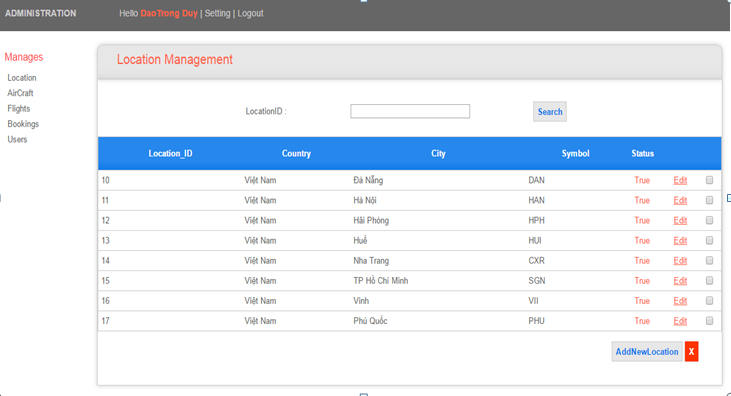 ADMINISTRATION Hello DaoTrong Duy | Setting | Logout
Manages
Location
AirCraft
Flights
Bookings
Users
Location Management
LocationID : Search
Location_ID Country City Symbol Status
10 Việt Nam Đà Nẵng DAN True Edit
11 Việt Nam Hà Nội HAN True Edit
12 Việt Nam Hải Phòng HPH True Edit
13 Việt Nam Huế HUI True Edit
14 Việt Nam Nha Trang CXR True Edit
15 Việt Nam TP Hồ Chí Minh SGN True Edit
16 Việt Nam Vinh VII True Edit
17 Việt Nam Phú Quốc PHU True Edit
AddNewLocation X